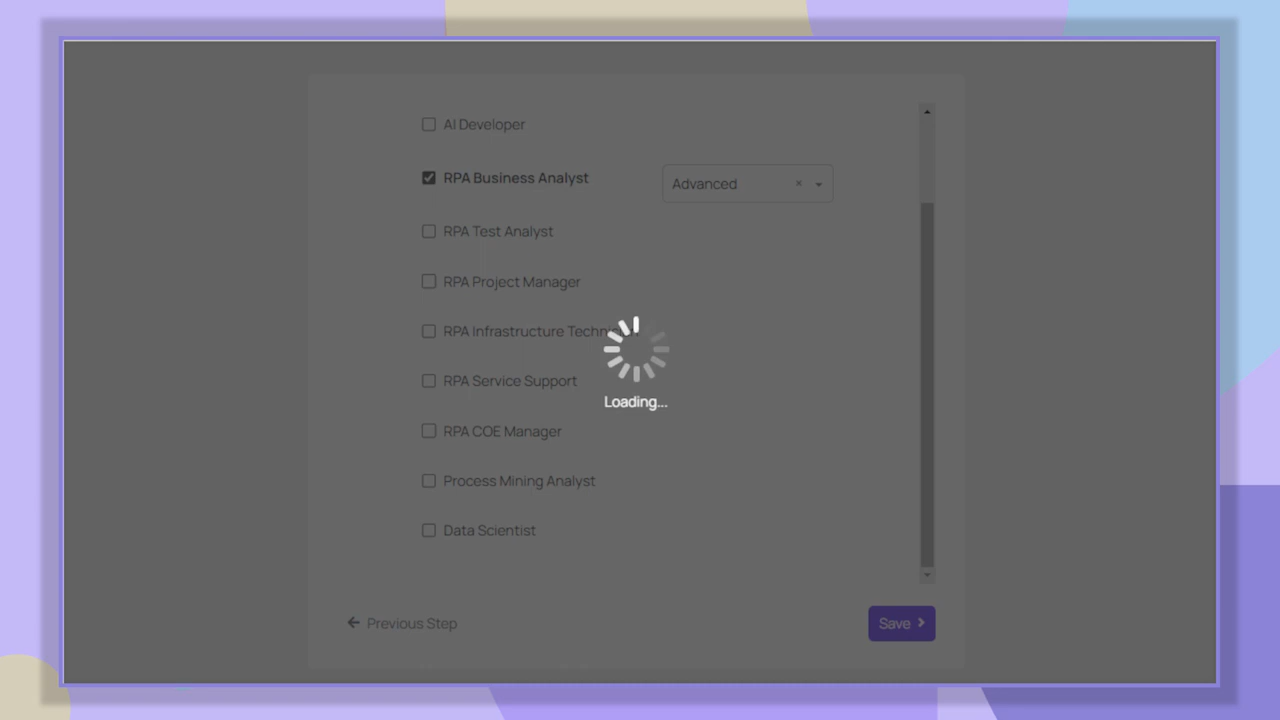 AI Developer
RPA Business Analyst
Advanced
RPA Test Analyst
RPA Project Manager
RPA Infrastructure Technician
RPA Service Support
Loading...
RPA COE Manager
Process Mining Analyst
Data Scientist
Previous Step
Save